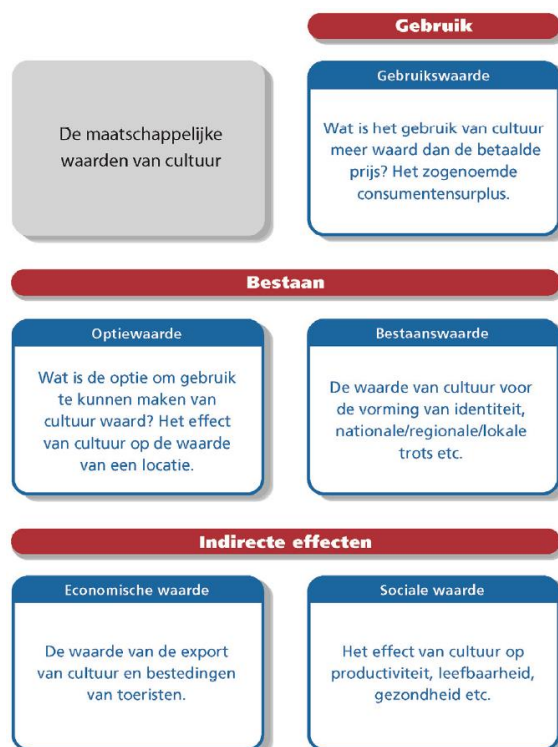 Gebruik
De maatschappelijke
waarden van cultuur
Gebruikswaarde
Wat is het gebruik van cultuur
meer waard dan de betaalde
prijs? Het zogenoemde
consumentensurplus.
Bestaan
Optiewaarde
Wat is de optie om gebruik
te kunnen maken van
cultuur waard? Het effect
van cultuur op de waarde
van een locatie.
Bestaanswaarde
De waarde van cultuur voor
de vorming van identiteit,
nationale/regionale/lokale
trots etc.
Indirecte effecten
Economische waarde
De waarde van de export
van cultuur en bestedingen
van toeristen.
Sociale waarde
Het effect van cultuur op
productiviteit, leefbaarheid,
gezondheid etc.